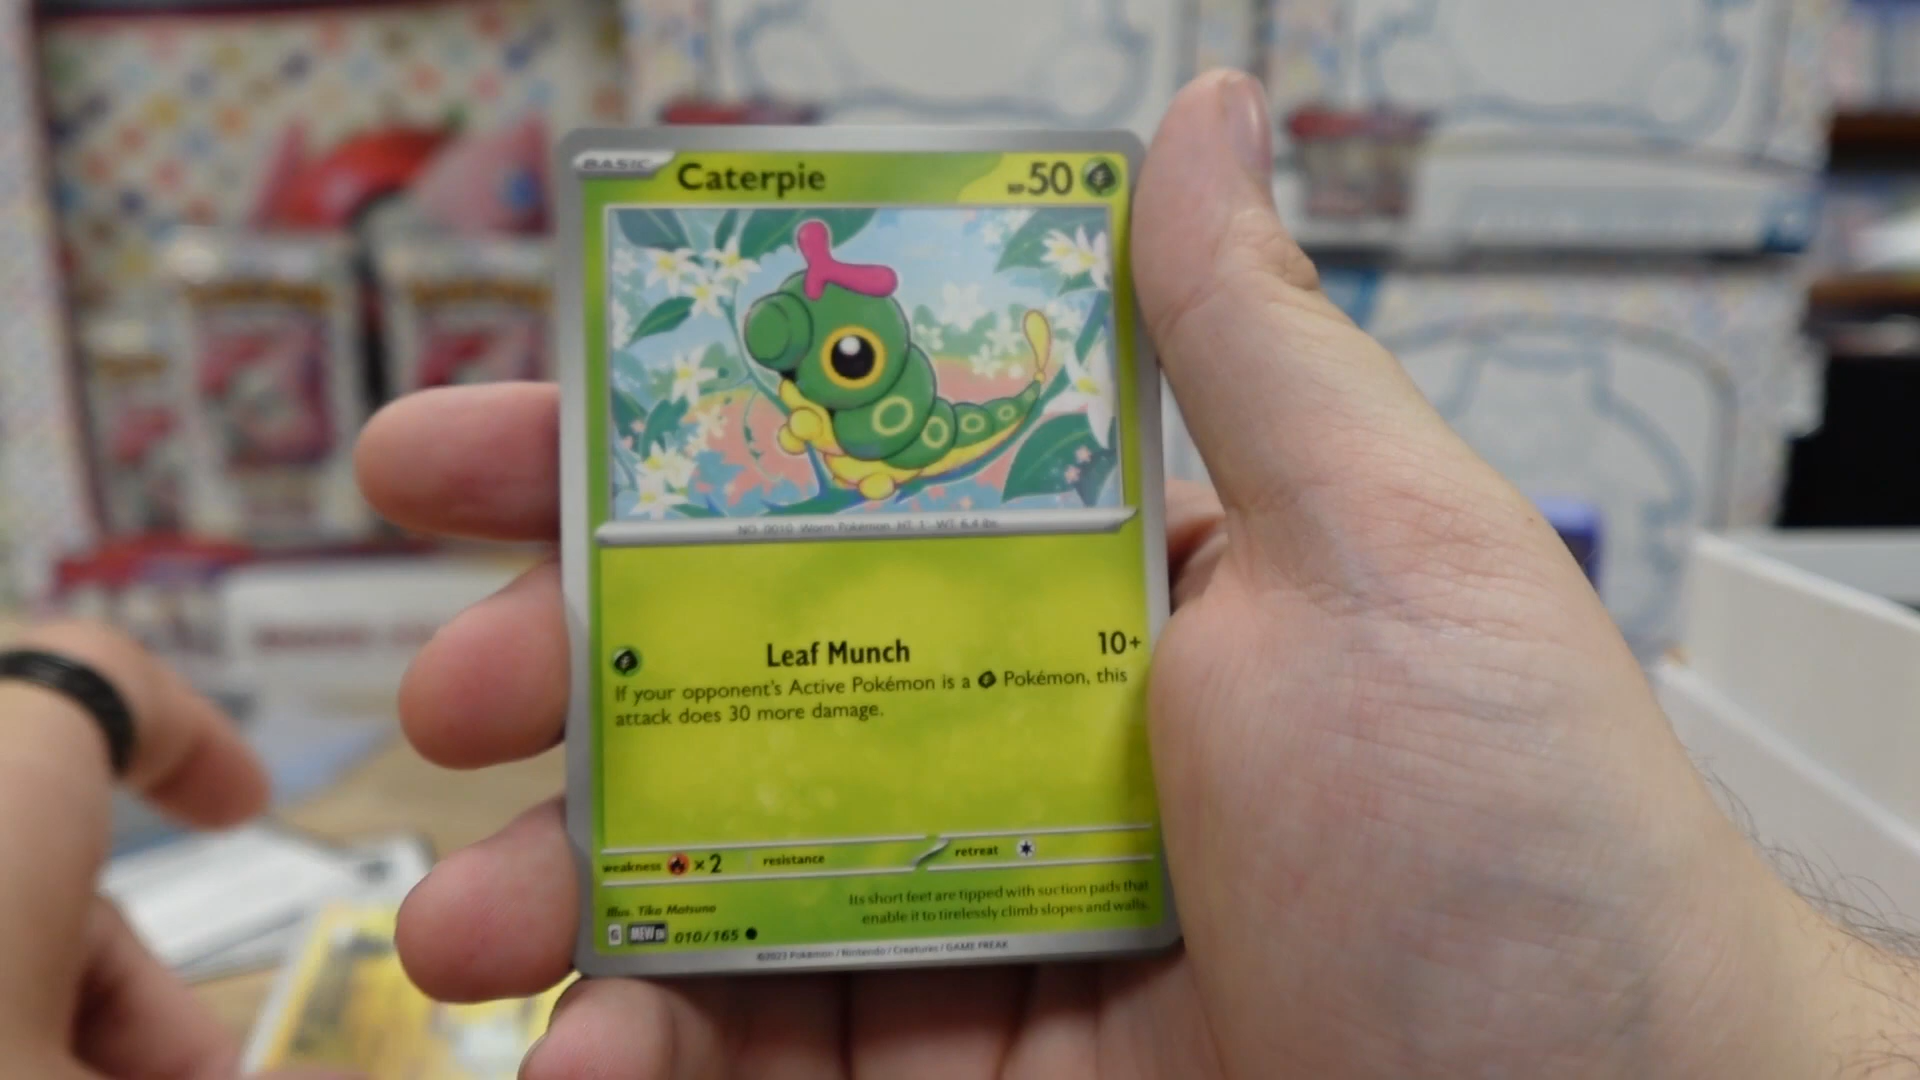 BASIC
Caterpie
HP 50
NO. 0010 Worm Pokémon HT: 1' WT: 6.4 lbs.
Leaf Munch 10+
If your opponent's Active Pokémon is a Pokémon, this
attack does 30 more damage.
weakness ×2 resistance retreat
Its short feet are tipped with suction pads that
enable it to tirelessly climb slopes and walls.
Illus. Tika Matsuno
G MEW EN 010/165
©2023 Pokémon / Nintendo / Creatures / GAME FREAK